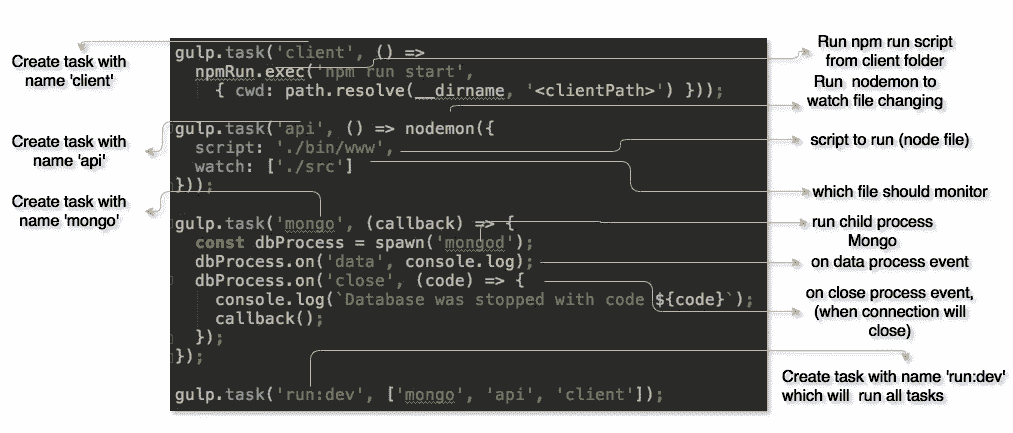 Create task with
name 'client'
Create task with
name 'api'
Create task with
name 'mongo'
gulp.task('client', () =>
npmRun.exec('npm run start',
{ cwd: path.resolve(__dirname, '<clientPath>') }));
gulp.task('api', () => nodemon({
script: './bin/www',
watch: ['./src']
}));
gulp.task('mongo', (callback) => {
const dbProcess = spawn('mongod');
dbProcess.on('data', console.log);
dbProcess.on('close', (code) => {
console.log(`Database was stopped with code ${code}`);
callback();
});
});
gulp.task('run:dev', ['mongo', 'api', 'client']);
Run npm run script
from client folder
Run nodemon to
watch file changing
script to run (node file)
which file should monitor
run child process
Mongo
on data process event
on close process event,
(when connection will
close)
Create task with name 'run:dev'
which will run all tasks